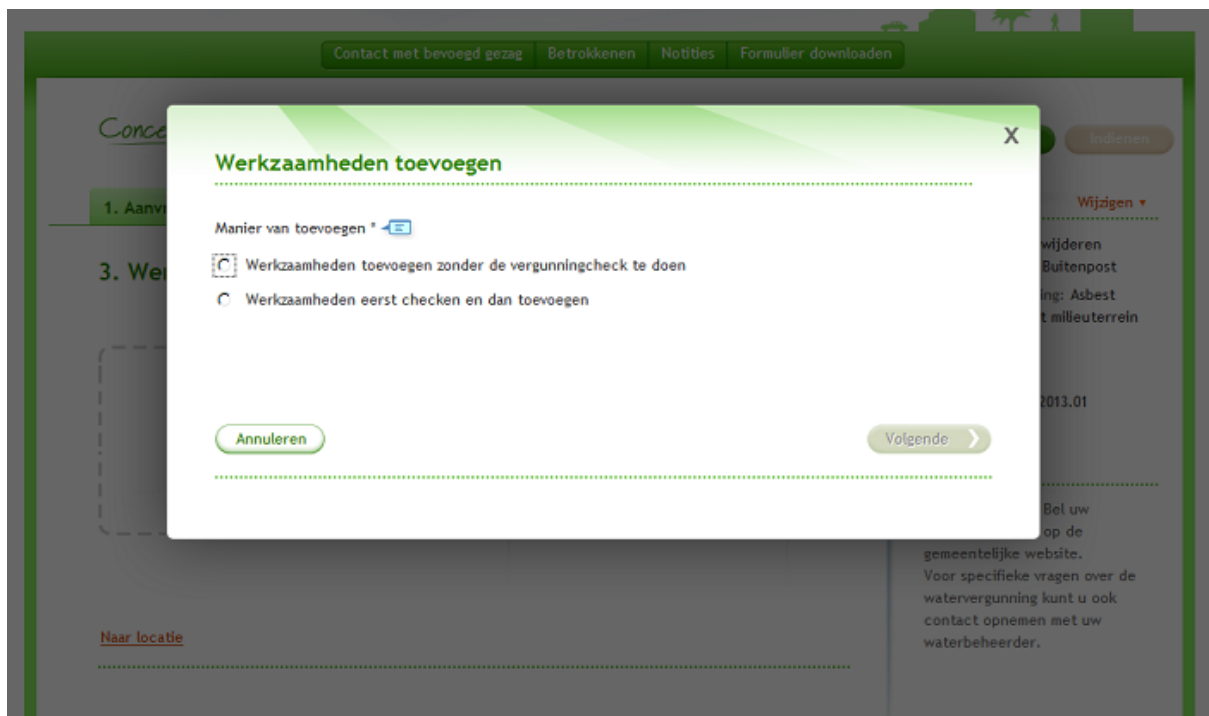 Contact met bevoegd gezag Betrokkenen Notities Formulier downloaden
Conce
Indienen
X
Werkzaamheden toevoegen
1. Aanv
Wijzigen
Manier van toevoegen *
wijderen
3. Wer
Werkzaamheden toevoegen zonder de vergunningcheck te doen
Buitenpost
Werkzaamheden eerst checken en dan toevoegen
ing: Asbest
t milieuterrein
2013.01
Annuleren
Volgende
Bel uw
op de
gemeentelijke website.
Voor specifieke vragen over de
watervergunning kunt u ook
contact opnemen met uw
waterbeheerder.
Naar locatie